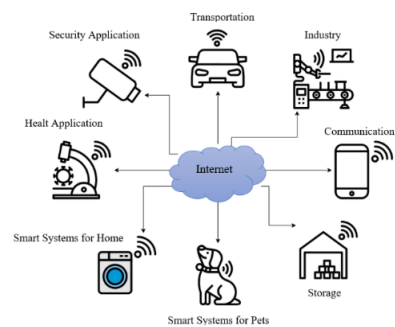 Transportation
Security Application
Industry
Healt Application
Communication
Internet
Smart Systems for Home
Storage
Smart Systems for Pets